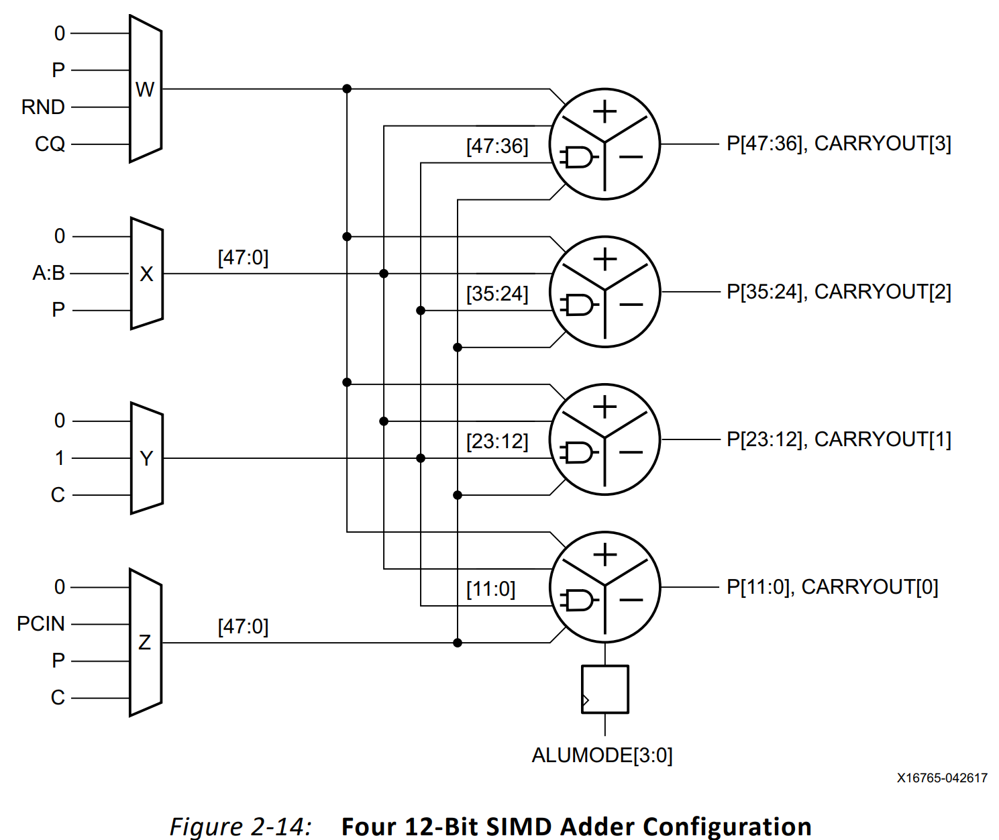 0
P
W
RND
CQ
[47:36]
P[47:36], CARRYOUT[3]
0
[47:0]
A:B
X
P
[35:24]
P[35:24], CARRYOUT[2]
0
1
Y
C
[23:12]
P[23:12], CARRYOUT[1]
0
PCIN
[47:0]
Z
P
C
[11:0]
P[11:0], CARRYOUT[0]
ALUMODE[3:0]
X16765-042617
Figure 2-14: Four 12-Bit SIMD Adder Configuration